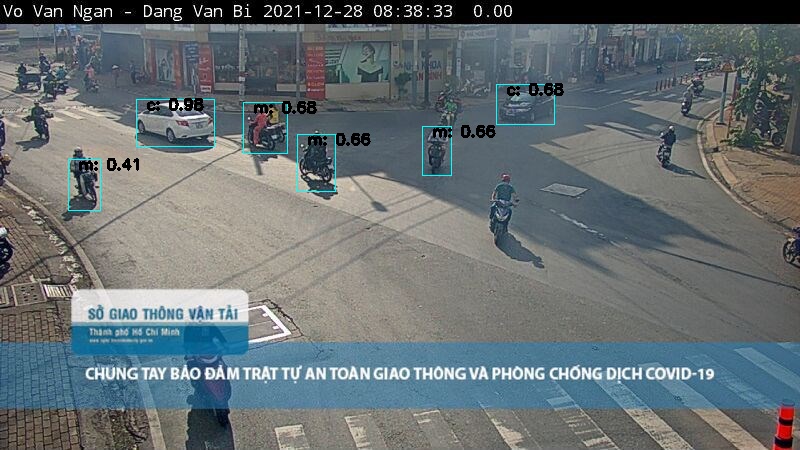 Vo Van Ngan - Dang Van Bi 2021-12-28 08:38:33 0.00
c: 0.98
m: 0.68
c: 0.68
m: 0.66
m: 0.66
m: 0.41
SỞ GIAO THÔNG VẬN TẢI
Thành phố Hồ Chí Minh
CHUNG TAY BẢO ĐẢM TRẬT TỰ AN TOÀN GIAO THÔNG VÀ PHÒNG CHỐNG DỊCH COVID-19